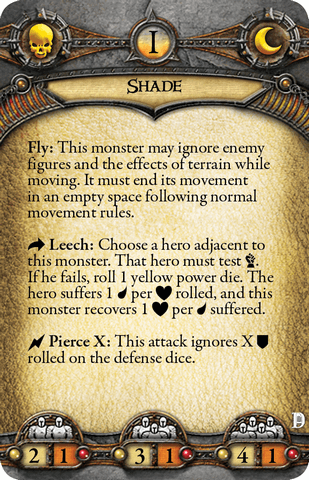 I
SHADE
Fly: This monster may ignore enemy
figures and the effects of terrain while
moving. It must end its movement
in an empty space following normal
movement rules.
Leech: Choose a hero adjacent to
this monster. That hero must test .
If he fails, roll 1 yellow power die. The
hero suffers 1 per rolled, and this
monster recovers 1 per suffered.
Pierce X: This attack ignores X
rolled on the defense dice.
D
2 1 3 1 4 1